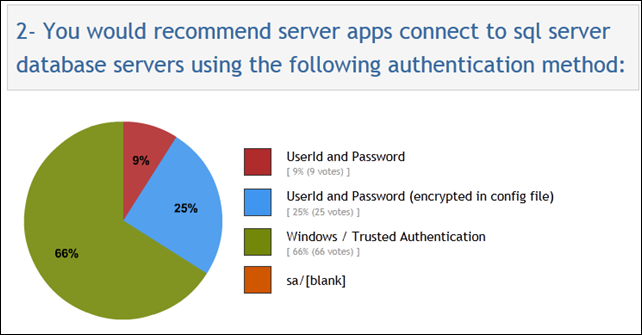 2- You would recommend server apps connect to sql server
database servers using the following authentication method:
9%
25%
66%
UserId and Password
[ 9% (9 votes) ]
UserId and Password (encrypted in config file)
[ 25% (25 votes) ]
Windows / Trusted Authentication
[ 66% (66 votes) ]
sa/[blank]